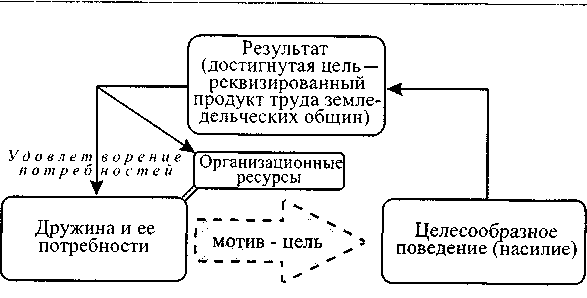 Результат
(достигнутая цель—
реквизированный
продукт труда земле-
дельческих общин)
Удовлетворение
потребностей
Организационные
ресурсы
Дружина и ее
потребности
мотив - цель
Целесообразное
поведение (насилие)